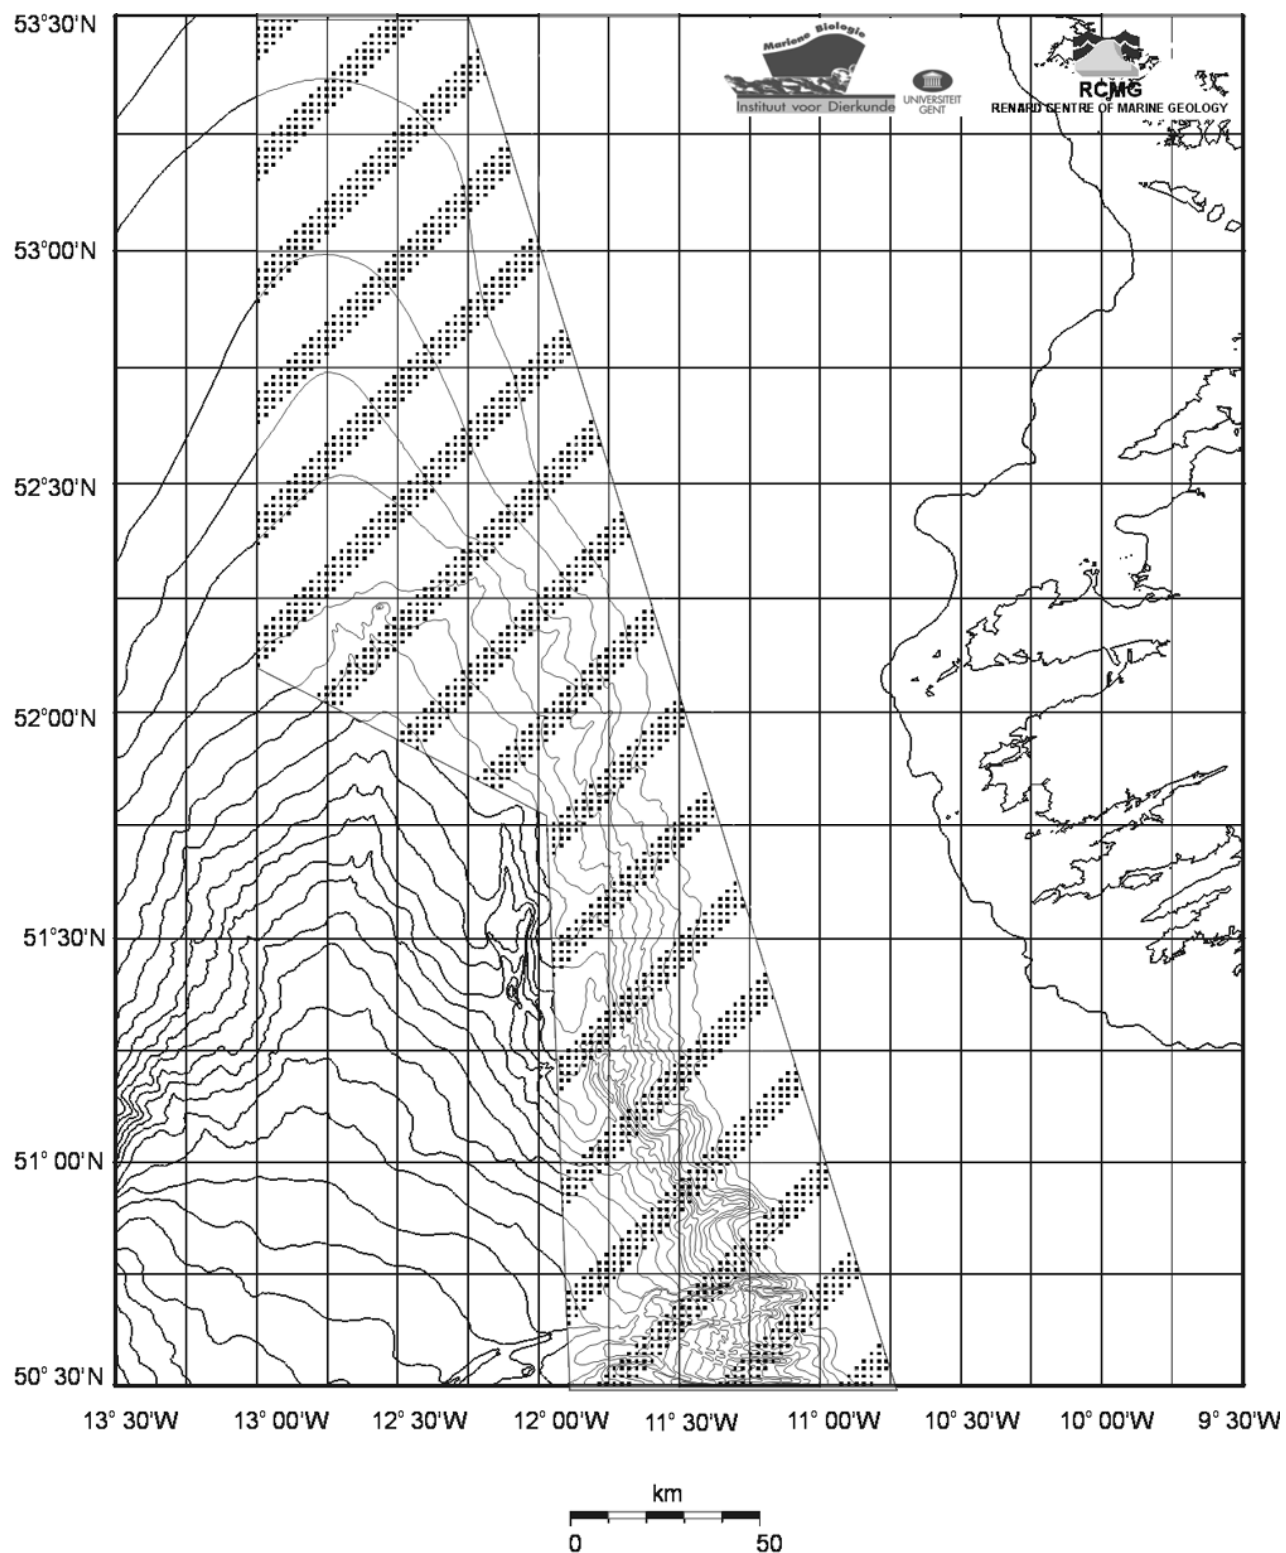 53°30'N
Mariene Biologie
Instituut voor Dierkunde
UNIVERSITEIT
GENT
RCMG
RENARD CENTRE OF MARINE GEOLOGY
53°00'N
52°30'N
52°00'N
51°30'N
51° 00'N
50° 30'N
13° 30'W 13° 00'W 12° 30'W 12° 00'W 11° 30'W 11° 00'W 10° 30'W 10° 00'W 9° 30'W
km
0 50